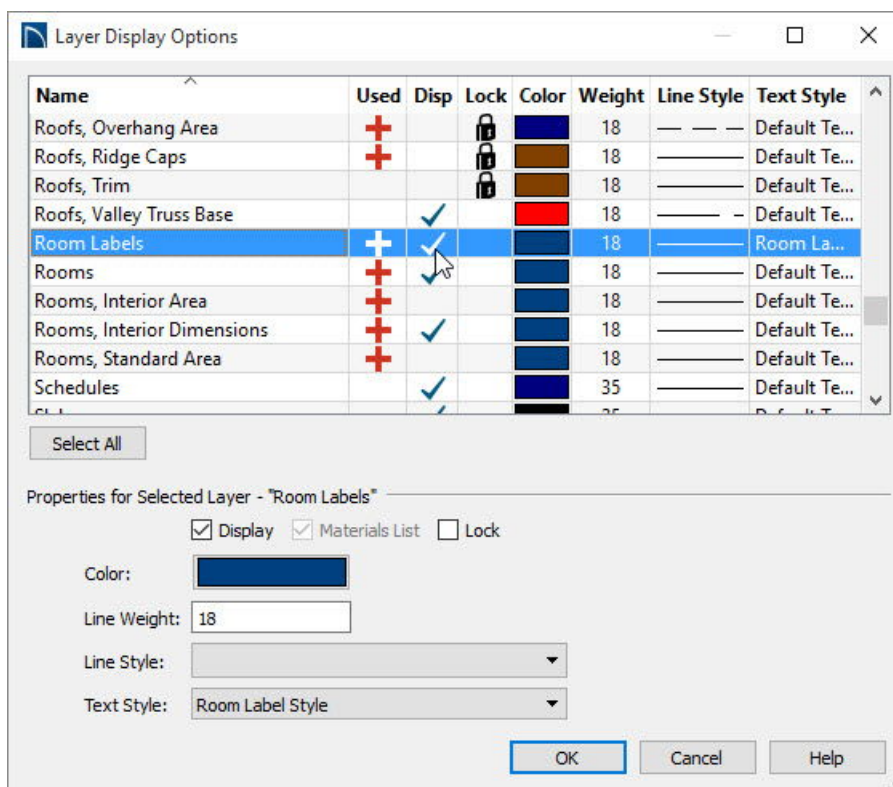 Layer Display Options
Name Used Disp Lock Color Weight Line Style Text Style
Roofs, Overhang Area 18 Default Te...
Roofs, Ridge Caps 18 Default Te...
Roofs, Trim 18 Default Te...
Roofs, Valley Truss Base 18 Default Te...
Room Labels 18 Room La...
Rooms 18 Default Te...
Rooms, Interior Area 18 Default Te...
Rooms, Interior Dimensions 18 Default Te...
Rooms, Standard Area 18 Default Te...
Schedules 35 Default Te...
Select All
Properties for Selected Layer - "Room Labels"
Display Materials List Lock
Color:
Line Weight: 18
Line Style:
Text Style: Room Label Style
OK Cancel Help